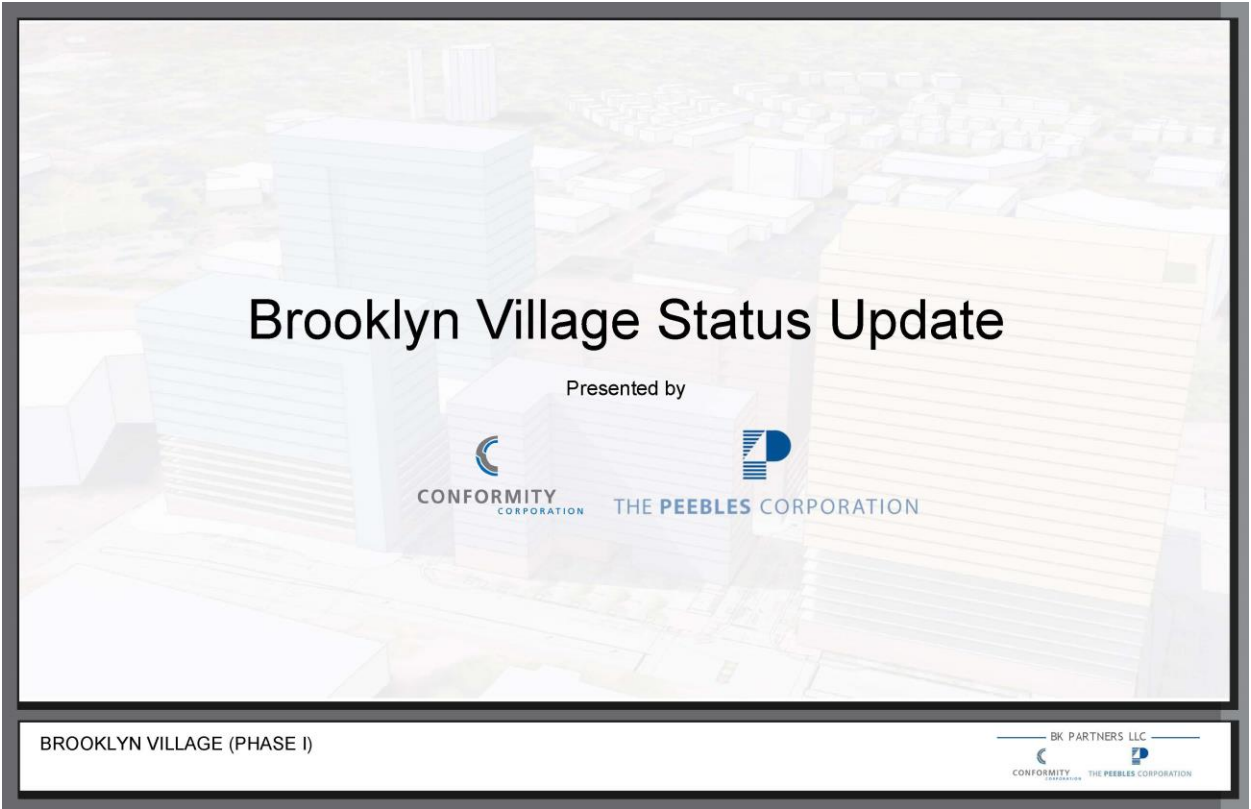 Brooklyn Village Status Update
Presented by
CONFORMITY
CORPORATION
THE PEEBLES CORPORATION
BROOKLYN VILLAGE (PHASE I)
BK PARTNERS LLC
CONFORMITY
CORPORATION
THE PEEBLES CORPORATION